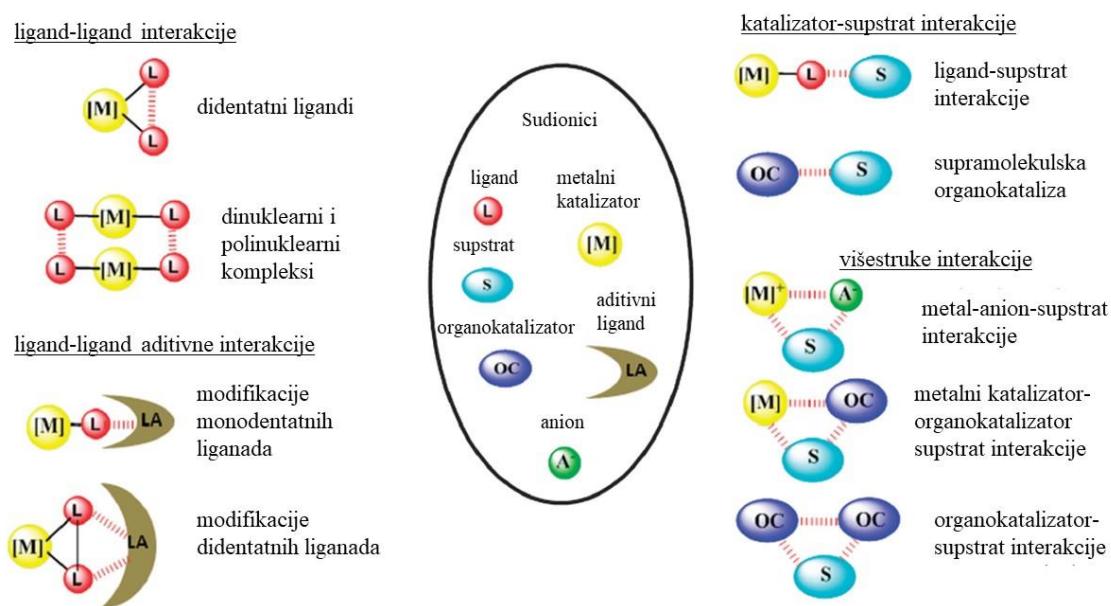 ligand-ligand interakcije
L
[M]
L
didentatni ligandi
L
[M]
L
L
[M]
L
dinuklearni i
polinuklearni
kompleksi
ligand-ligand aditivne interakcije
[M]
L
LA
modifikacije
monodentatnih
liganada
L
[M]
LA
L
modifikacije
didentatnih liganada
Sudionici
ligand
L
metalni
katalizator
[M]
supstrat
S
organokatalizator
OC
aditivni
ligand
LA
anion
A-
katalizator-supstrat interakcije
[M]
L
S
ligand-supstrat
interakcije
OC
S
supramolekulska
organokataliza
višestruke interakcije
[M]+
A-
S
metal-anion-supstrat
interakcije
[M]
OC
S
metalni katalizator-
organokatalizator
supstrat interakcije
OC
OC
S
organokatalizator-
supstrat interakcije